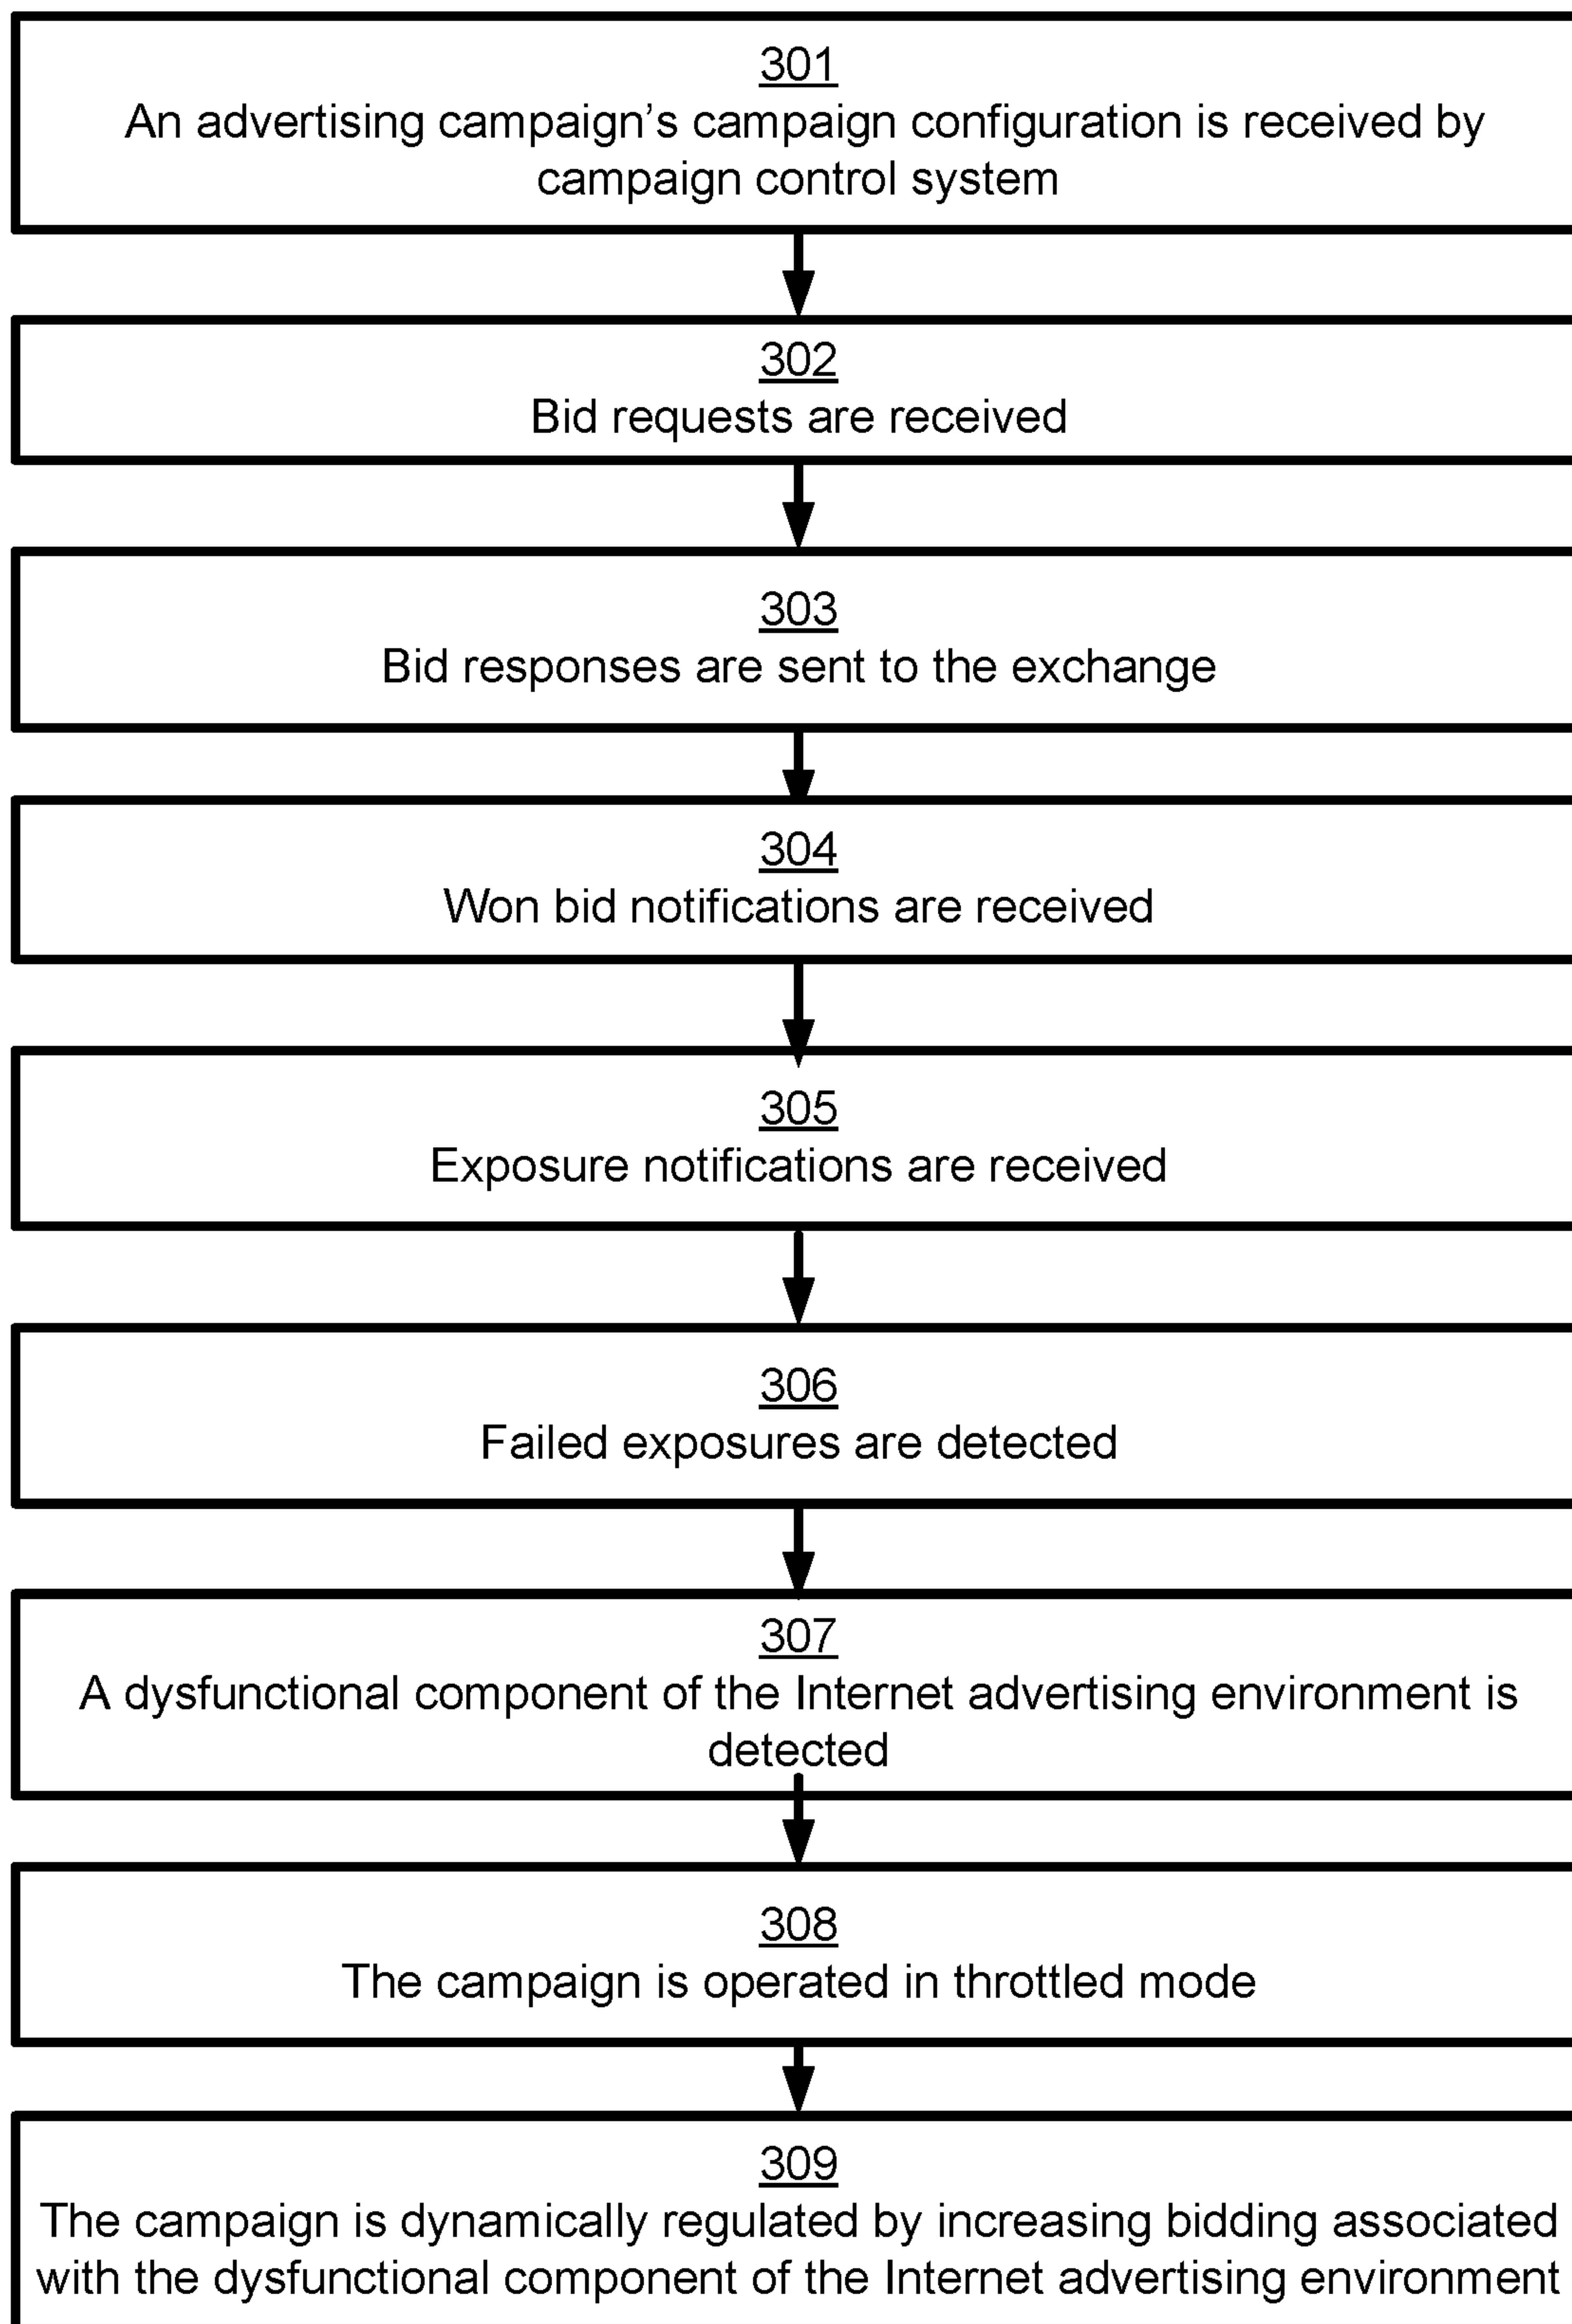 301
An advertising campaign’s campaign configuration is received by
campaign control system
302
Bid requests are received
303
Bid responses are sent to the exchange
304
Won bid notifications are received
305
Exposure notifications are received
306
Failed exposures are detected
307
A dysfunctional component of the Internet advertising environment is
detected
308
The campaign is operated in throttled mode
309
The campaign is dynamically regulated by increasing bidding associated
with the dysfunctional component of the Internet advertising environment